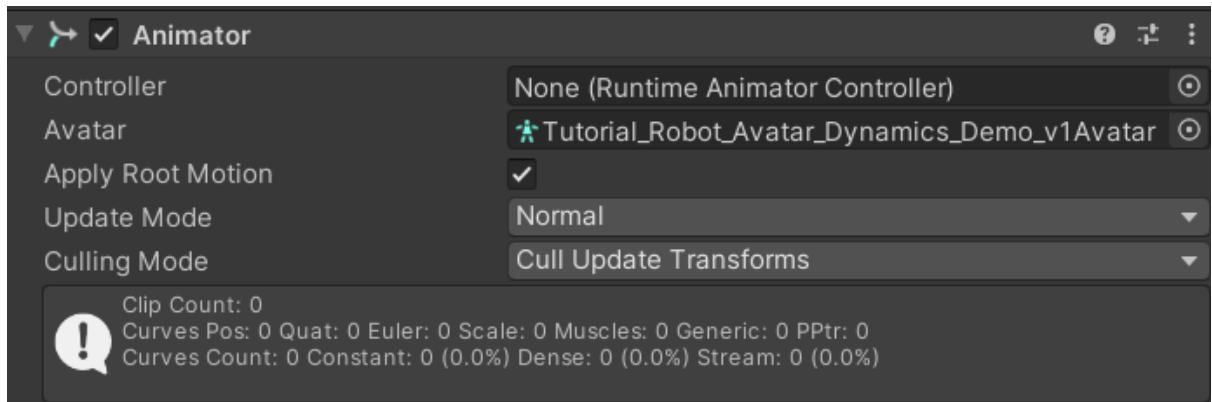 Animator
Controller None (Runtime Animator Controller)
Avatar Tutorial_Robot_Avatar_Dynamics_Demo_v1Avatar
Apply Root Motion
Update Mode Normal
Culling Mode Cull Update Transforms
Clip Count: 0
Curves Pos: 0 Quat: 0 Euler: 0 Scale: 0 Muscles: 0 Generic: 0 PPtr: 0
Curves Count: 0 Constant: 0 (0.0%) Dense: 0 (0.0%) Stream: 0 (0.0%)